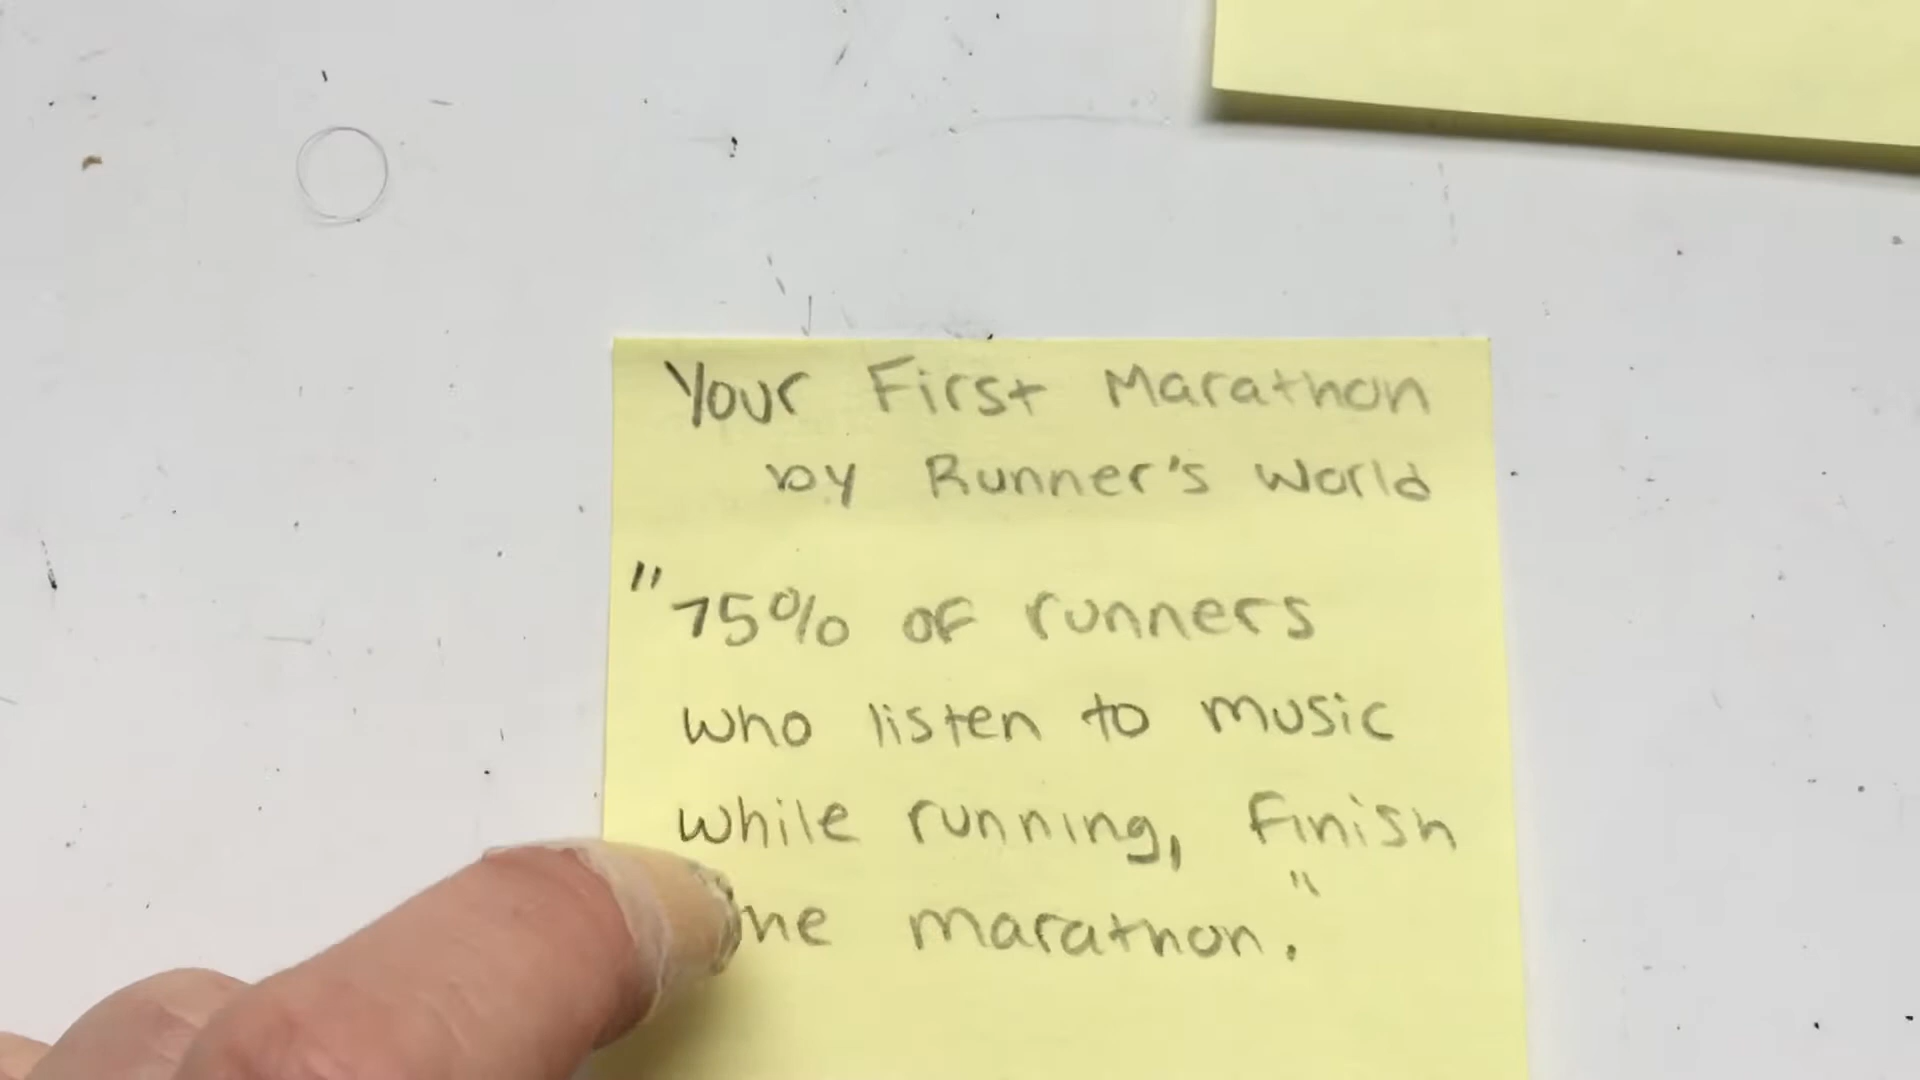 Your First Marathon
by Runner's World
"75% of runners
who listen to music
while running, finish
marathon."